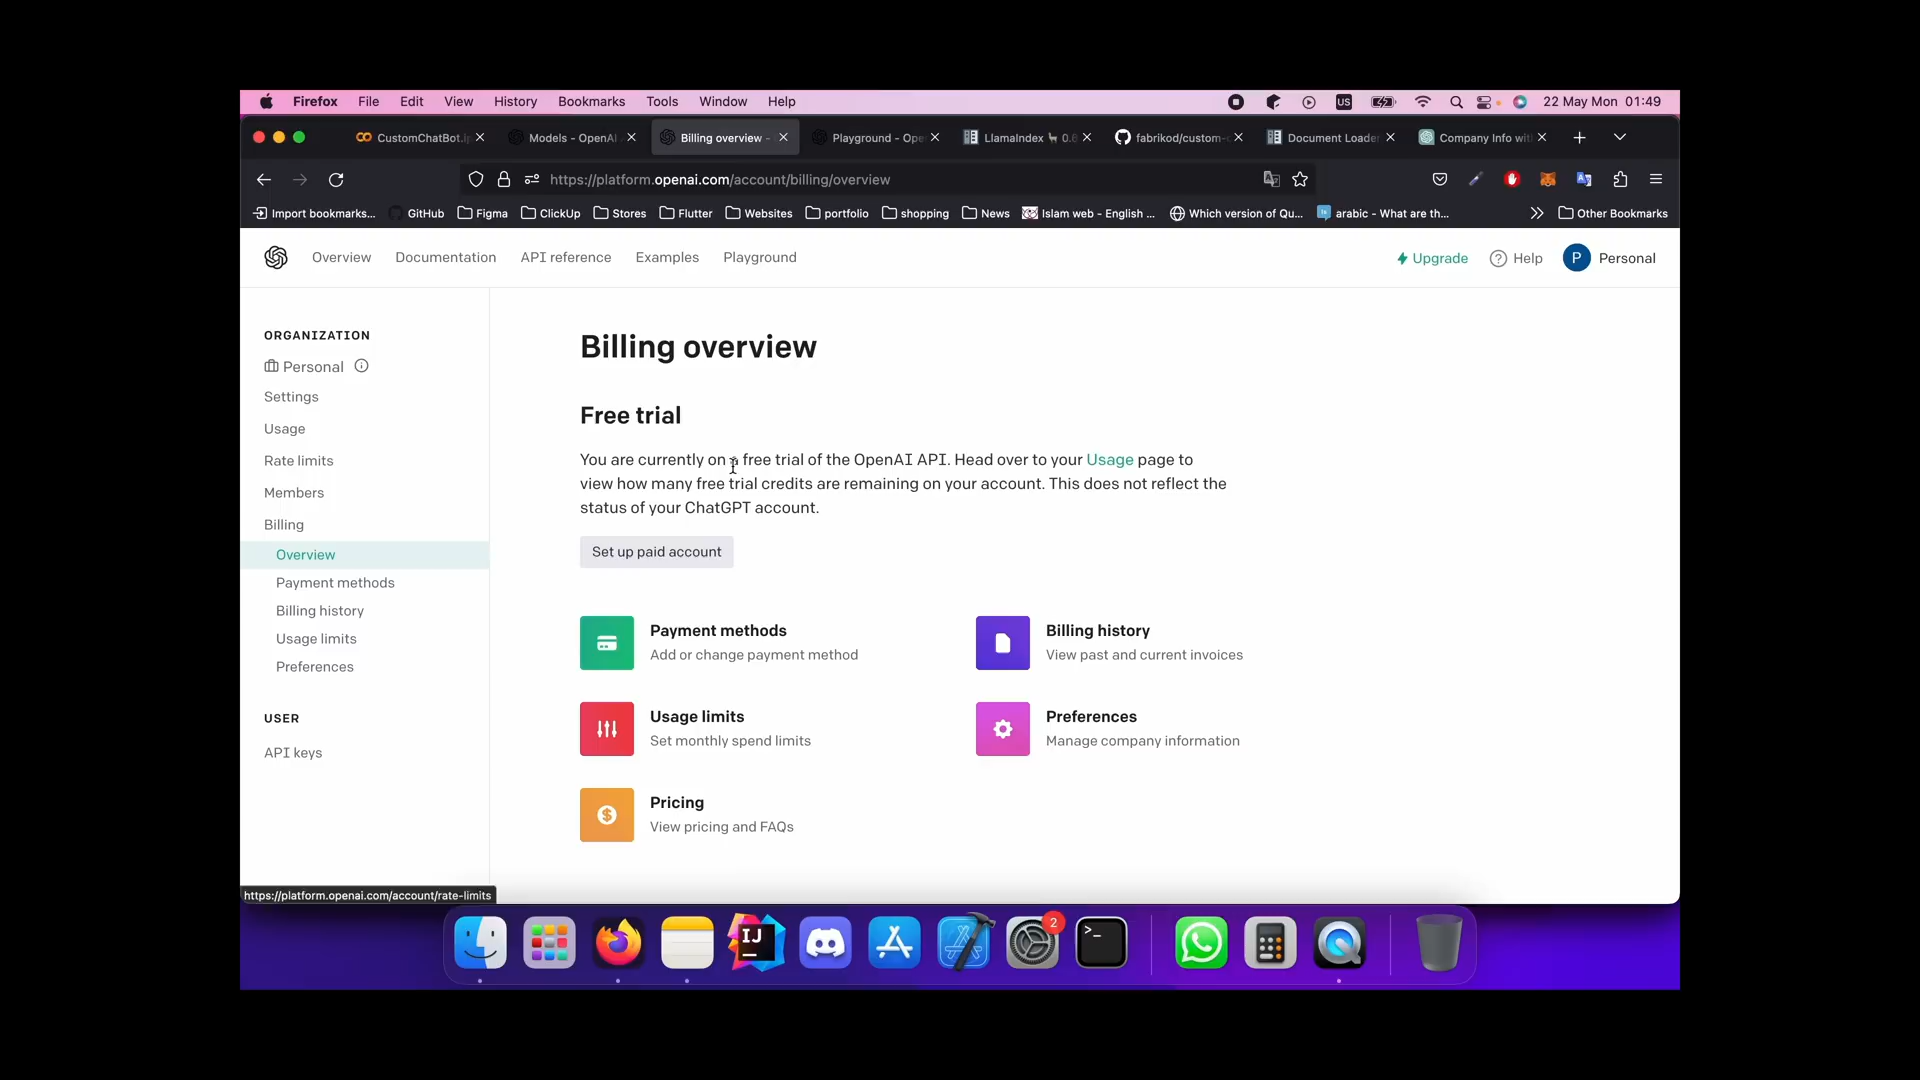 Firefox File Edit View History Bookmarks Tools Window Help US 22 May Mon 01:49
CustomChatBot.ip Models - OpenAI Billing overview - Playground - Ope LlamaIndex 🦙 0. fabrikod/custom- Document Loader Company Info wit
https://platform.openai.com/account/billing/overview
Import bookmarks... GitHub Figma ClickUp Stores Flutter Websites portfolio shopping News Islam web - English ... Which version of Qu... arabic - What are th... Other Bookmarks
Overview Documentation API reference Examples Playground Upgrade Help P Personal
ORGANIZATION
Personal
Settings
Usage
Rate limits
Members
Billing
Overview
Payment methods
Billing history
Usage limits
Preferences
USER
API keys
Billing overview
Free trial
You are currently on a free trial of the OpenAI API. Head over to your Usage page to
view how many free trial credits are remaining on your account. This does not reflect the
status of your ChatGPT account.
Set up paid account
Payment methods
Add or change payment method
Billing history
View past and current invoices
Usage limits
Set monthly spend limits
Preferences
Manage company information
Pricing
View pricing and FAQs
https://platform.openai.com/account/rate-limits
IJ
2